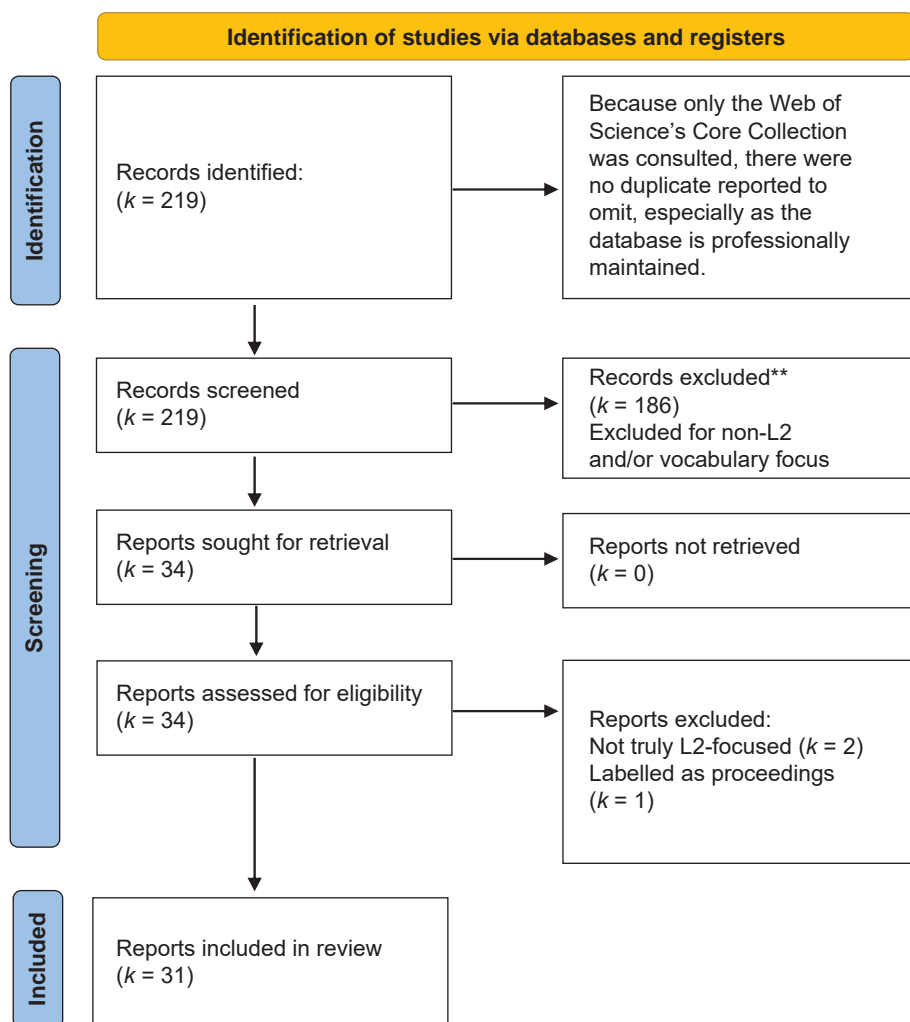 Identification of studies via databases and registers
Identification
Records identified:
(k = 219)
Because only the Web of
Science’s Core Collection
was consulted, there were
no duplicate reported to
omit, especially as the
database is professionally
maintained.
Screening
Records screened
(k = 219)
Records excluded**
(k = 186)
Excluded for non-L2
and/or vocabulary focus
Reports sought for retrieval
(k = 34)
Reports not retrieved
(k = 0)
Reports assessed for eligibility
(k = 34)
Reports excluded:
Not truly L2-focused (k = 2)
Labelled as proceedings
(k = 1)
Included
Reports included in review
(k = 31)